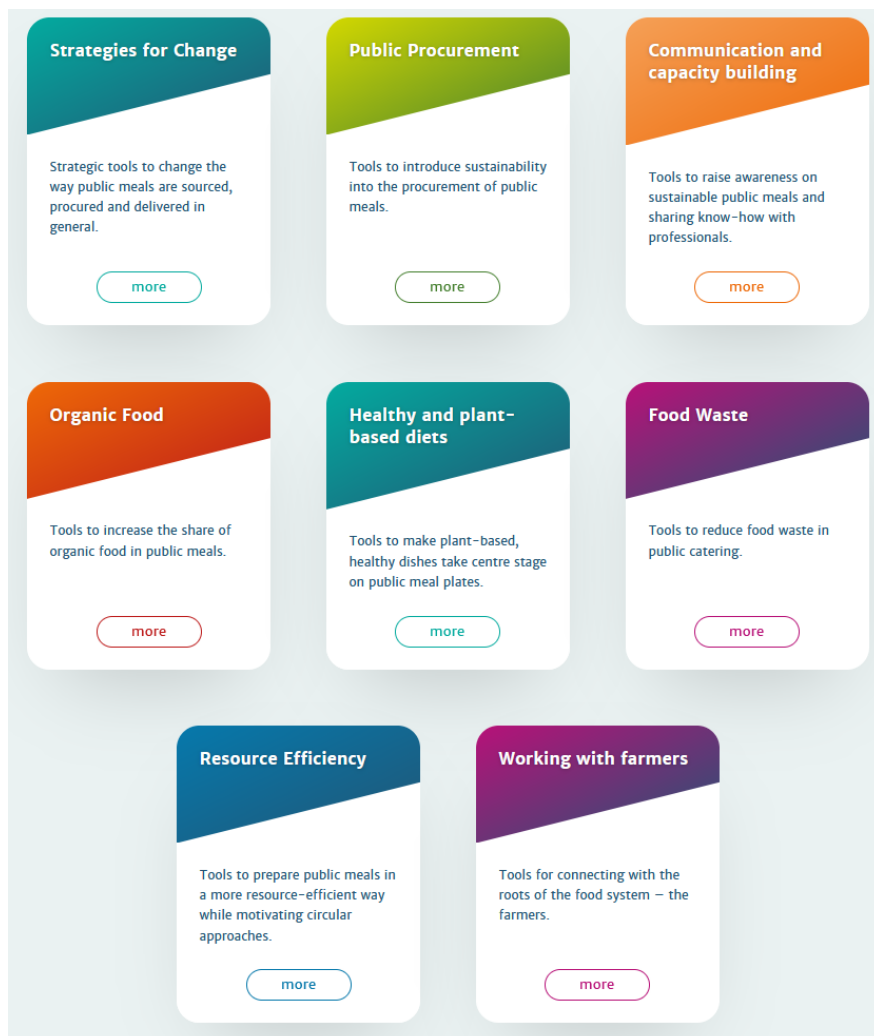 Strategies for Change
Strategic tools to change the
way public meals are sourced,
procured and delivered in
general.
more
Public Procurement
Tools to introduce sustainability
into the procurement of public
meals.
more
Communication and
capacity building
Tools to raise awareness on
sustainable public meals and
sharing know-how with
professionals.
more
Organic Food
Tools to increase the share of
organic food in public meals.
more
Healthy and plant-
based diets
Tools to make plant-based,
healthy dishes take centre stage
on public meal plates.
more
Food Waste
Tools to reduce food waste in
public catering.
more
Resource Efficiency
Tools to prepare public meals in
a more resource-efficient way
while motivating circular
approaches.
more
Working with farmers
Tools for connecting with the
roots of the food system – the
farmers.
more